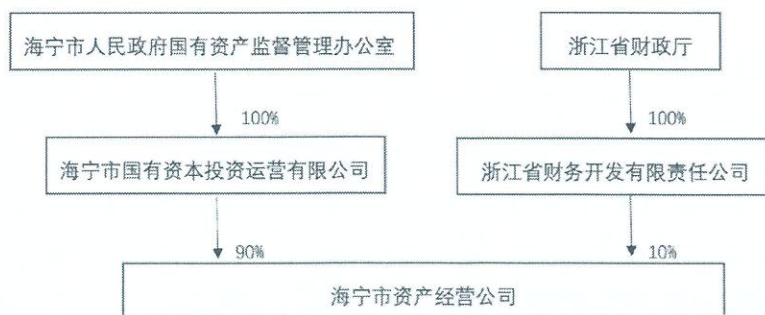 海宁市人民政府国有资产监督管理办公室
浙江省财政厅
100%
100%
海宁市国有资本投资运营有限公司
浙江省财务开发有限责任公司
90%
10%
海宁市资产经营公司